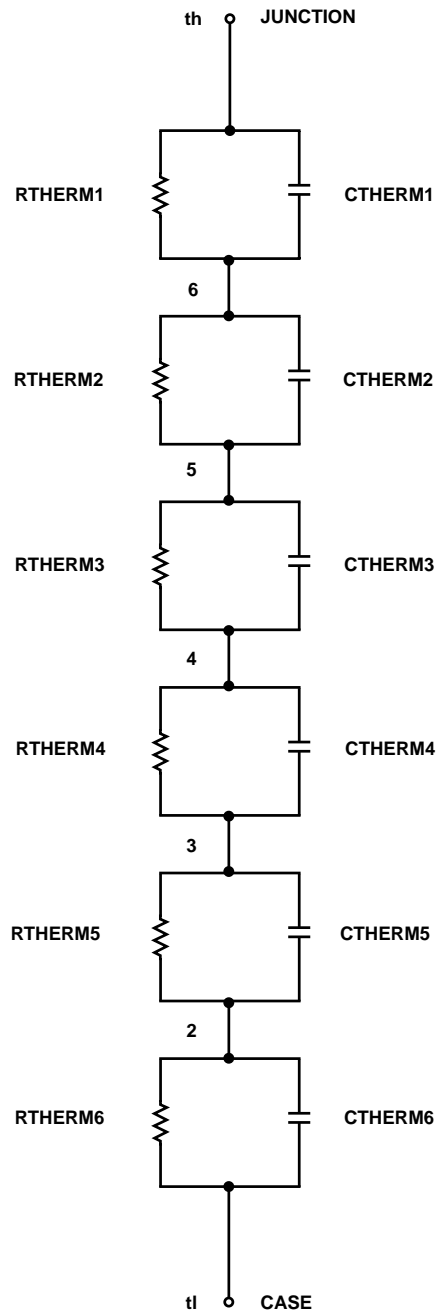 th JUNCTION
RTHERM1 CTHERM1
6
RTHERM2 CTHERM2
5
RTHERM3 CTHERM3
4
RTHERM4 CTHERM4
3
RTHERM5 CTHERM5
2
RTHERM6 CTHERM6
tl CASE